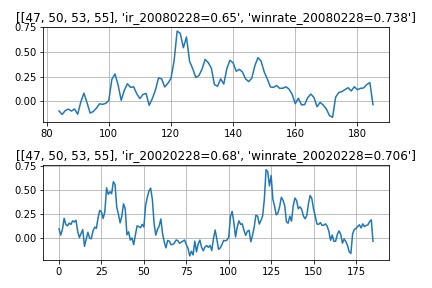 [[47, 50, 53, 55], 'ir_20080228=0.65', 'winrate_20080228=0.738']
0.75
0.50
0.25
0.00
80 100 120 140 160 180
[[47, 50, 53, 55], 'ir_20020228=0.68', 'winrate_20020228=0.706']
0.75
0.50
0.25
0.00
0 25 50 75 100 125 150 175